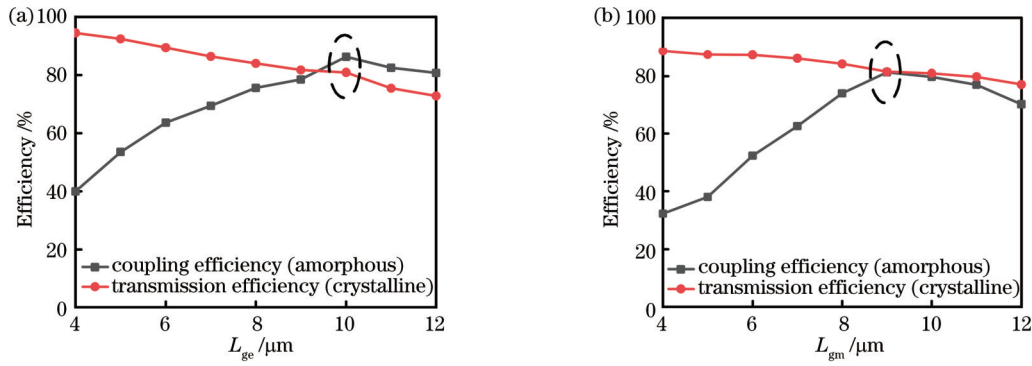 (a)
100
80
60
40
20
0
Efficiency /%
coupling efficiency (amorphous)
transmission efficiency (crystalline)
4 6 8 10 12
Lge /μm
(b)
100
80
60
40
20
0
Efficiency /%
coupling efficiency (amorphous)
transmission efficiency (crystalline)
4 6 8 10 12
Lgm /μm